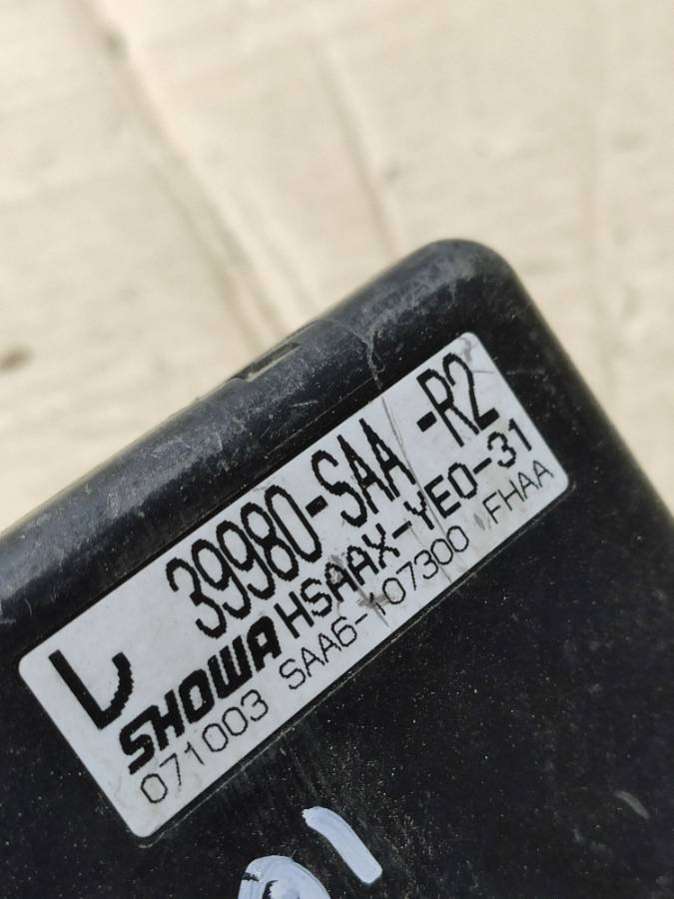 39980-SAA -R2
SHOWA HSAAX-YE0-31
071003 SAA6-107300 FHAA